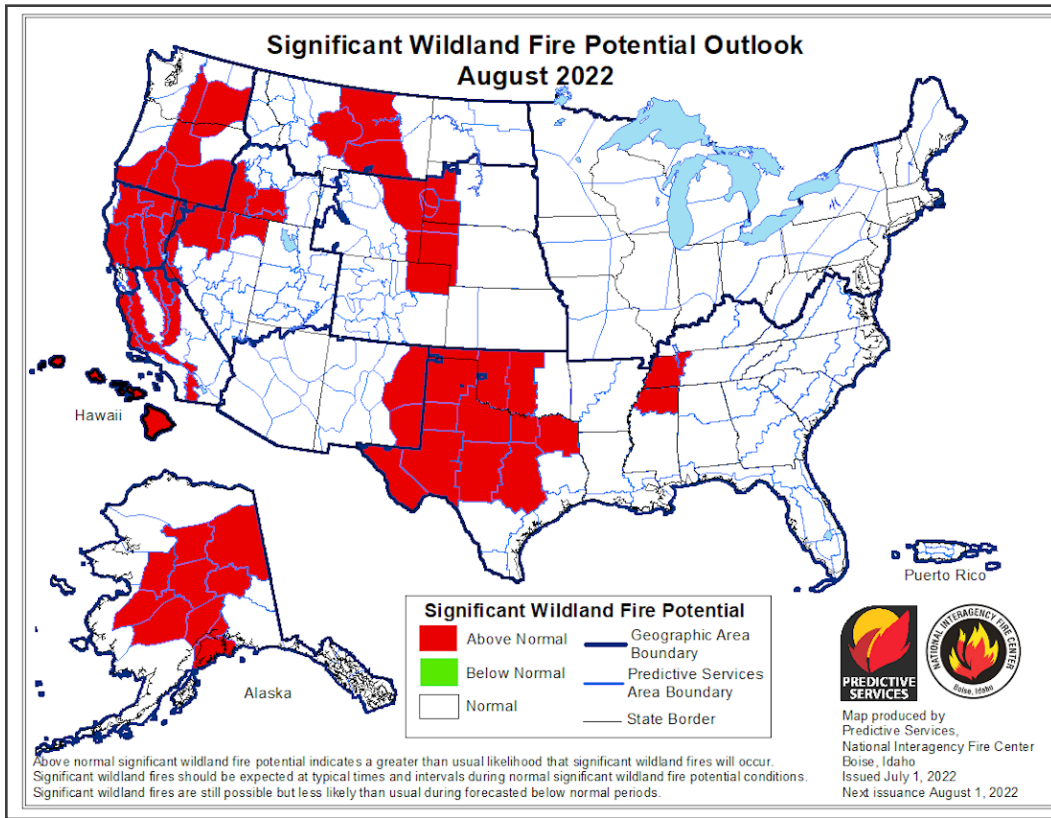 Significant Wildland Fire Potential Outlook
August 2022
Hawaii
Alaska
Puerto Rico
Significant Wildland Fire Potential
Above Normal
Below Normal
Normal
Geographic Area
Boundary
Predictive Services
Area Boundary
State Border
PREDICTIVE
SERVICES
NATIONAL INTERAGENCY FIRE CENTER
Boise, Idaho
Map produced by
Predictive Services,
National Interagency Fire Center
Boise, Idaho
Issued July 1, 2022
Next issuance August 1, 2022
Above normal significant wildland fire potential indicates a greater than usual likelihood that significant wildland fires will occur.
Significant wildland fires should be expected at typical times and intervals during normal significant wildland fire potential conditions.
Significant wildland fires are still possible but less likely than usual during forecasted below normal periods.